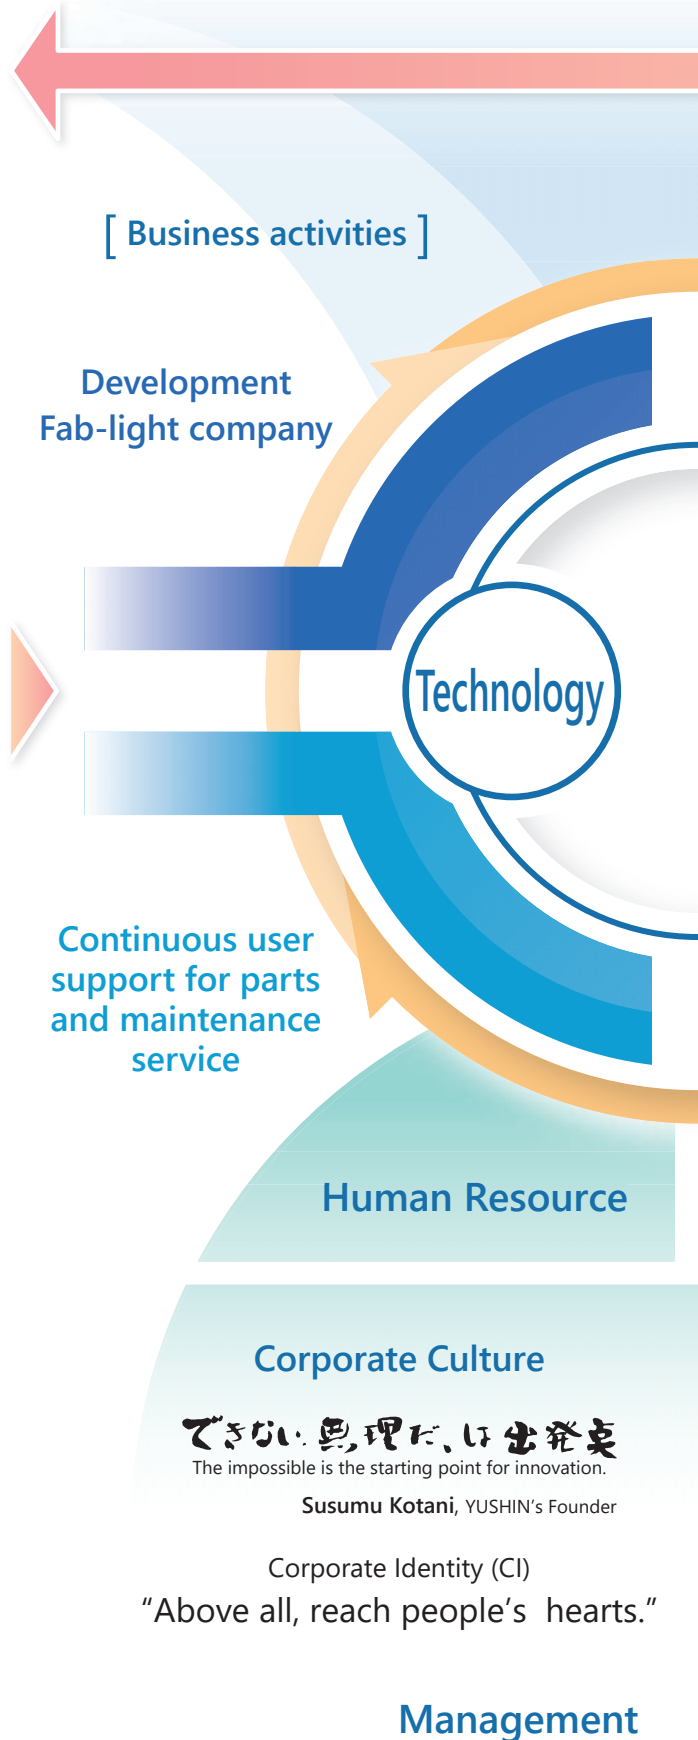 [ Business activities ]
Development
Fab-light company
Technology
Continuous user
support for parts
and maintenance
service
Human Resource
Corporate Culture
できない、無理だ、は出発点
The impossible is the starting point for innovation.
Susumu Kotani, YUSHIN's Founder
Corporate Identity (CI)
“Above all, reach people's hearts.”
Management